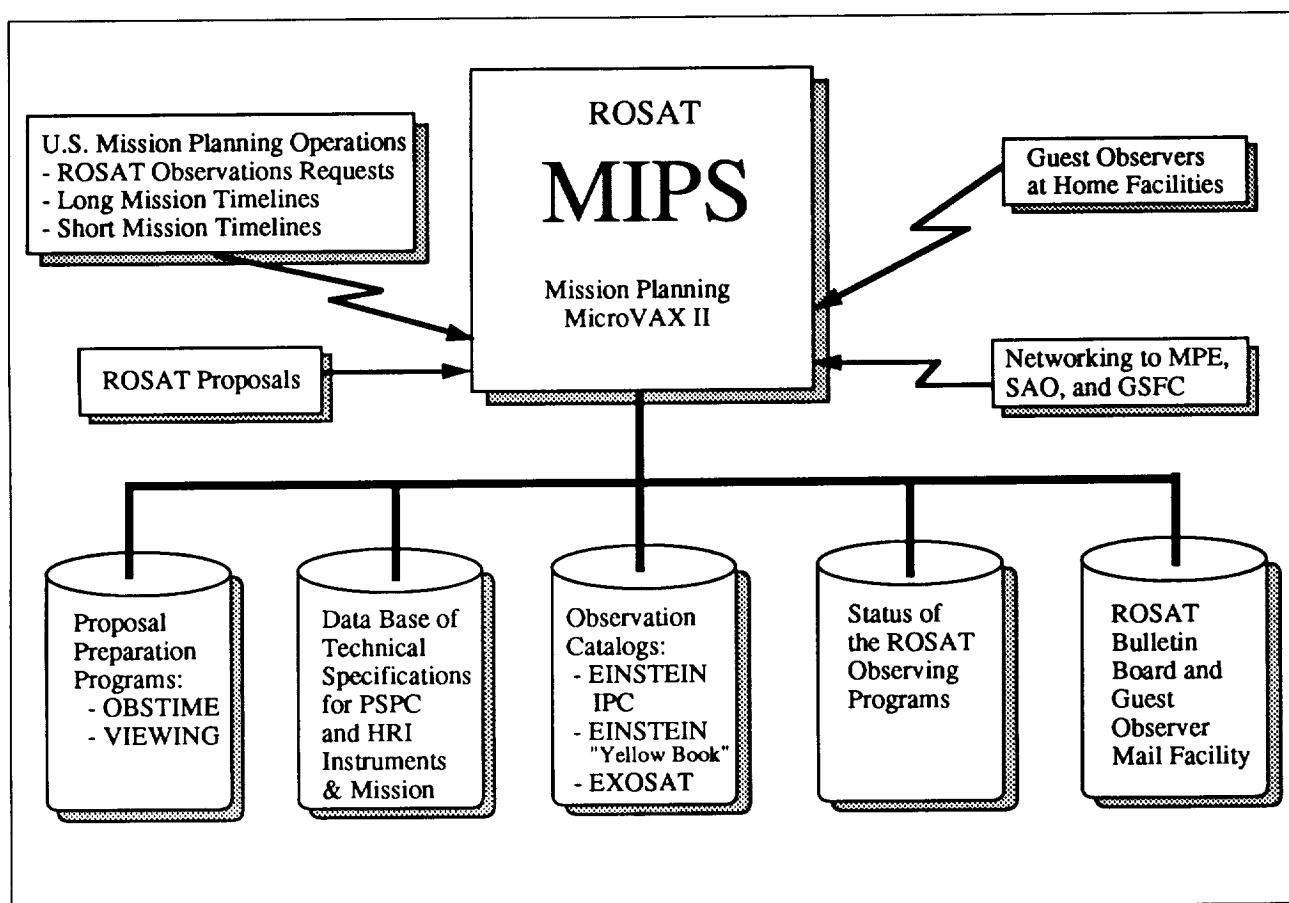 U.S. Mission Planning Operations
- ROSAT Observations Requests
- Long Mission Timelines
- Short Mission Timelines
ROSAT Proposals
ROSAT
MIPS
Mission Planning
MicroVAX II
Guest Observers
at Home Facilities
Networking to MPE,
SAO, and GSFC
Proposal
Preparation
Programs:
- OBSTIME
- VIEWING
Data Base of
Technical
Specifications
for PSPC
and HRI
Instruments
& Mission
Observation
Catalogs:
- EINSTEIN
IPC
- EINSTEIN
"Yellow Book"
- EXOSAT
Status of
the ROSAT
Observing
Programs
ROSAT
Bulletin
Board and
Guest
Observer
Mail Facility